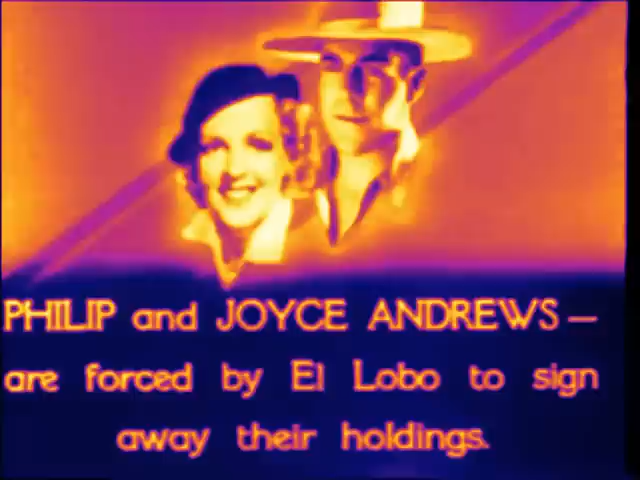 PHILIP and JOYCE ANDREWS —
are forced by El Lobo to sign
away their holdings.